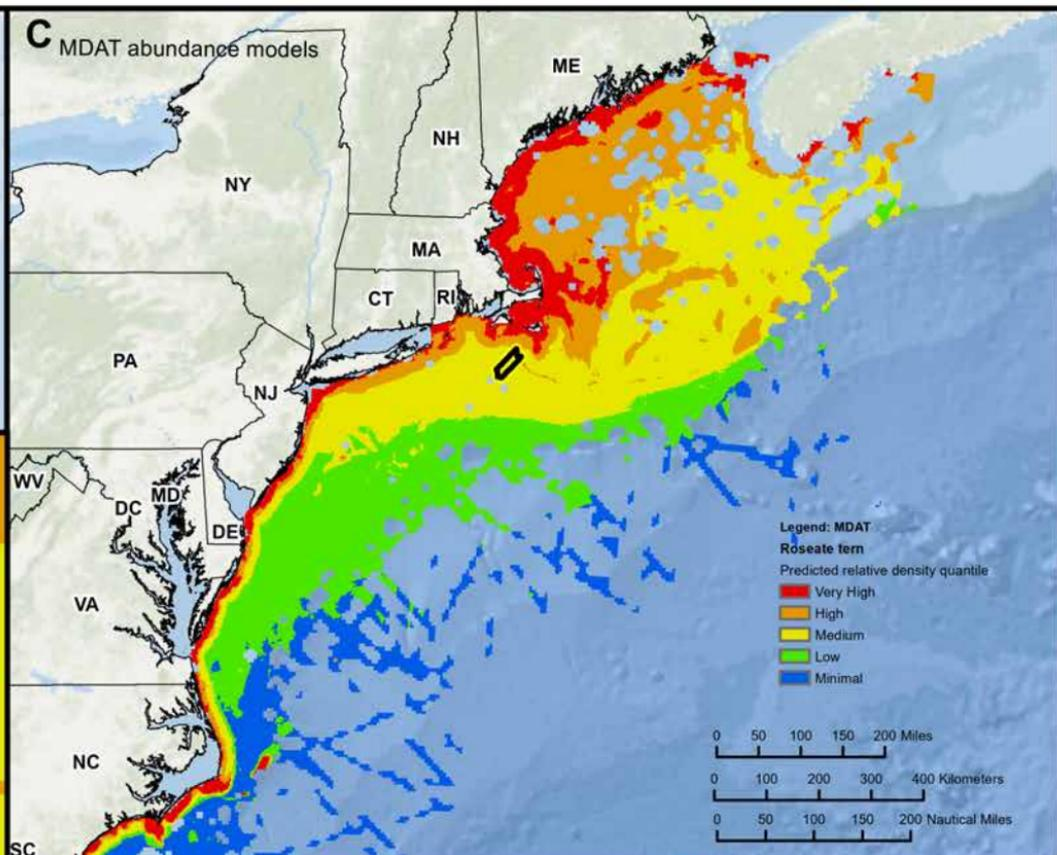 C MDAT abundance models
ME
NH
NY
MA
CT
RI
PA
NJ
WV
MD
DC
DE
VA
NC
SC
Legend: MDAT
Roseate tern
Predicted relative density quantile
Very High
High
Medium
Low
Minimal
0 50 100 150 200 Miles
0 100 200 300 400 Kilometers
0 50 100 150 200 Nautical Miles